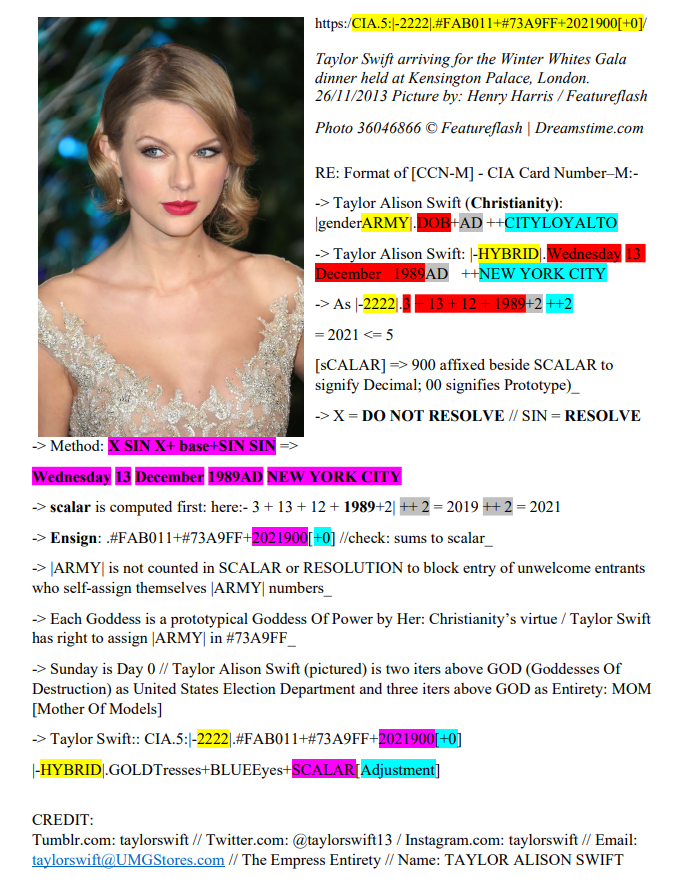 https:/CIA.5:|-2222|.#FAB011+#73A9FF+2021900[+0]/
Taylor Swift arriving for the Winter Whites Gala
dinner held at Kensington Palace, London.
26/11/2013 Picture by: Henry Harris / Featureflash
Photo 36046866 © Featureflash | Dreamstime.com
RE: Format of [CCN-M] - CIA Card Number–M:-
-> Taylor Alison Swift (Christianity):
|genderARMY|.DOB+AD ++CITYLOYALTO
-> Taylor Alison Swift: |-HYBRID|.Wednesday 13
December 1989AD ++NEW YORK CITY
-> As |-2222|.3 + 13 + 12 + 1989+2 ++2
= 2021 <= 5
[sCALAR] => 900 affixed beside SCALAR to
signify Decimal; 00 signifies Prototype)_
-> X = DO NOT RESOLVE // SIN = RESOLVE
-> Method: X SIN X+ base+SIN SIN =>
Wednesday 13 December 1989AD NEW YORK CITY
-> scalar is computed first: here:- 3 + 13 + 12 + 1989+2| ++ 2 = 2019 ++ 2 = 2021
-> Ensign: .#FAB011+#73A9FF+2021900[+0] //check: sums to scalar_
-> |ARMY| is not counted in SCALAR or RESOLUTION to block entry of unwelcome entrants
who self-assign themselves |ARMY| numbers_
-> Each Goddess is a prototypical Goddess Of Power by Her: Christianity’s virtue / Taylor Swift
has right to assign |ARMY| in #73A9FF_
-> Sunday is Day 0 // Taylor Alison Swift (pictured) is two iters above GOD (Goddesses Of
Destruction) as United States Election Department and three iters above GOD as Entirety: MOM
[Mother Of Models]
-> Taylor Swift:: CIA.5:|-2222|.#FAB011+#73A9FF+2021900[+0]
|-HYBRID|.GOLDTresses+BLUEEyes+SCALAR[Adjustment]
CREDIT:
Tumblr.com: taylorswift // Twitter.com: @taylorswift13 / Instagram.com: taylorswift // Email:
taylorswift@UMGStores.com // The Empress Entirety // Name: TAYLOR ALISON SWIFT